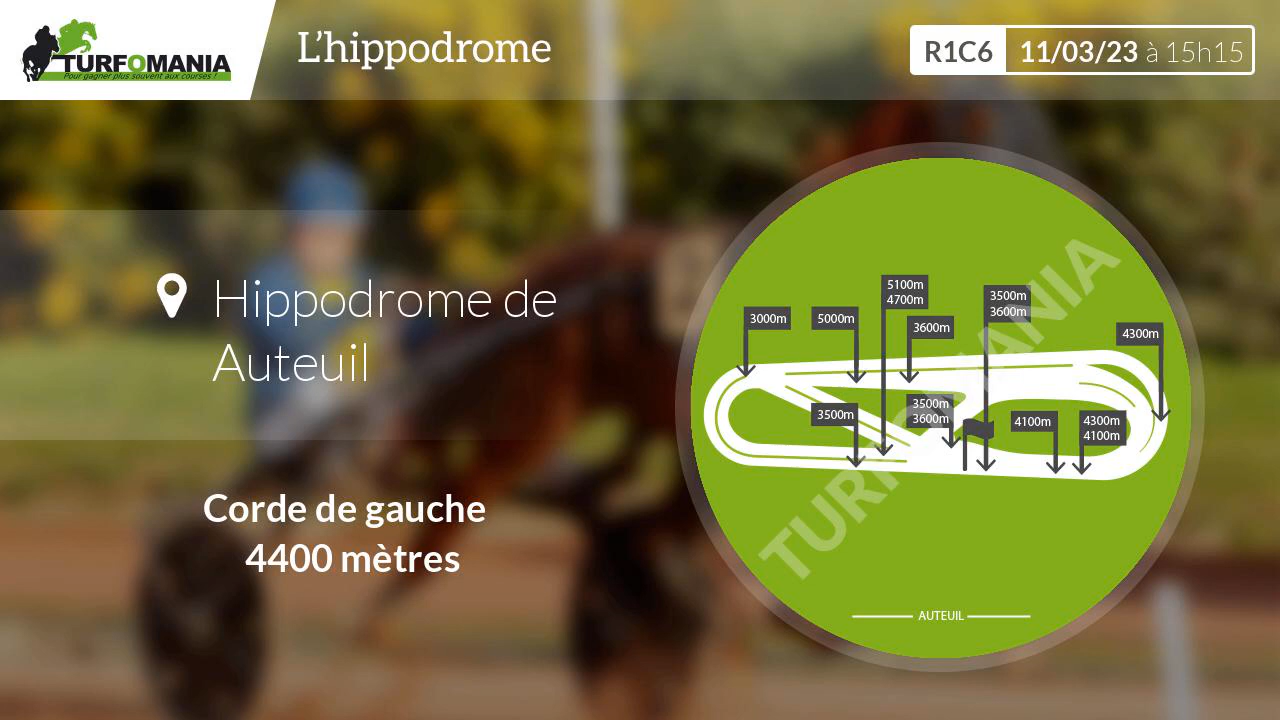 TURFOMANIA
Pour gagner plus souvent aux courses !
L'hippodrome
R1C6 11/03/23 à 15h15
Hippodrome de
Auteuil
Corde de gauche
4400 mètres
5100m
4700m
3500m
3600m
3000m
5000m
3600m
4300m
3500m
3600m
3500m
4100m
4300m
4100m
TURFOMANIA
AUTEUIL